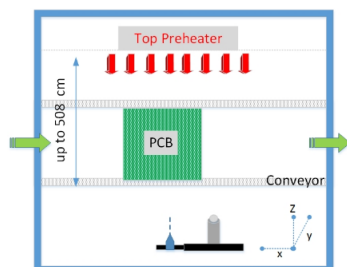 Top Preheater
up to 508 cm
PCB
Conveyor
z
y
x